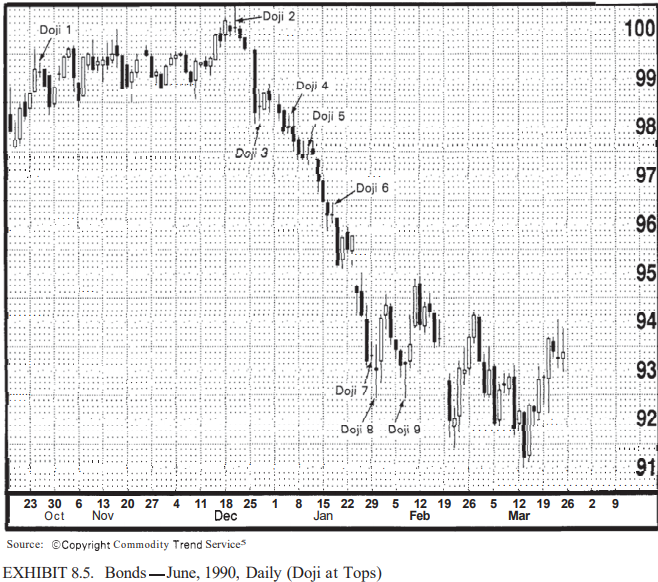 Doji 1
Doji 2
Doji 3
Doji 4
Doji 5
Doji 6
Doji 7
Doji 8
Doji 9
100
99
98
97
96
95
94
93
92
91
23 30 6 13 20 27 4 11 18 26 1 8 15 22 29 5 12 19 26 5 12 19 26 2 9
Oct Nov Dec Jan Feb Mar
Source: ©Copyright Commodity Trend Service⁵
EXHIBIT 8.5. Bonds—June, 1990, Daily (Doji at Tops)